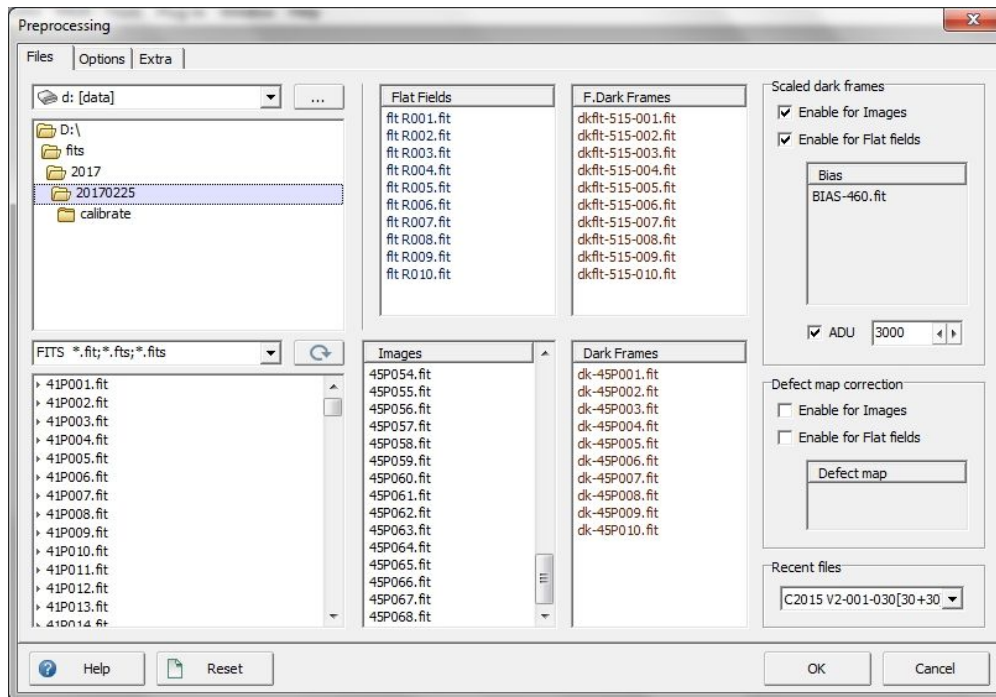 Preprocessing
Files
Options
Extra
d: [data]
...
D:\
fits
2017
20170225
calibrate
Flat Fields
flt R001.fit
flt R002.fit
flt R003.fit
flt R004.fit
flt R005.fit
flt R006.fit
flt R007.fit
flt R008.fit
flt R009.fit
flt R010.fit
F.Dark Frames
dkflt-515-001.fit
dkflt-515-002.fit
dkflt-515-003.fit
dkflt-515-004.fit
dkflt-515-005.fit
dkflt-515-006.fit
dkflt-515-007.fit
dkflt-515-008.fit
dkflt-515-009.fit
dkflt-515-010.fit
Scaled dark frames
Enable for Images
Enable for Flat fields
Bias
BIAS-460.fit
ADU
3000
FITS *.fit;*.fts;*.fits
41P001.fit
41P002.fit
41P003.fit
41P004.fit
41P005.fit
41P006.fit
41P007.fit
41P008.fit
41P009.fit
41P010.fit
41P011.fit
41P012.fit
41P013.fit
41P014.fit
Images
45P054.fit
45P055.fit
45P056.fit
45P057.fit
45P058.fit
45P059.fit
45P060.fit
45P061.fit
45P062.fit
45P063.fit
45P064.fit
45P065.fit
45P066.fit
45P067.fit
45P068.fit
Dark Frames
dk-45P001.fit
dk-45P002.fit
dk-45P003.fit
dk-45P004.fit
dk-45P005.fit
dk-45P006.fit
dk-45P007.fit
dk-45P008.fit
dk-45P009.fit
dk-45P010.fit
Defect map correction
Enable for Images
Enable for Flat fields
Defect map
Recent files
C2015 V2-001-030[30+30
Help
Reset
OK
Cancel